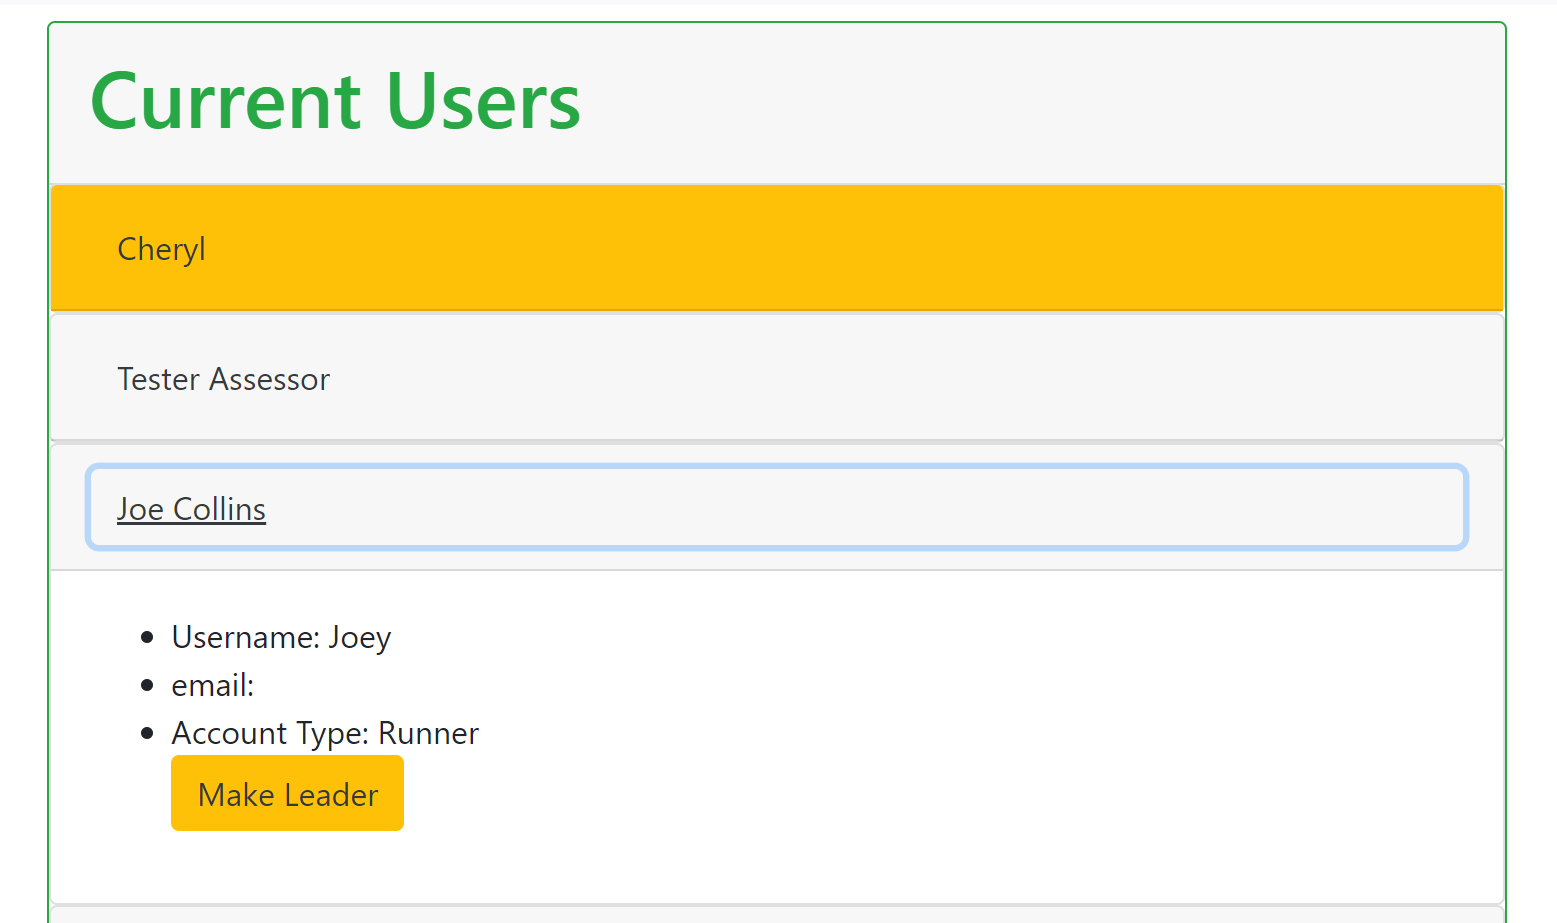 Current Users
Cheryl
Tester Assessor
Joe Collins
Username: Joey
email:
Account Type: Runner
Make Leader